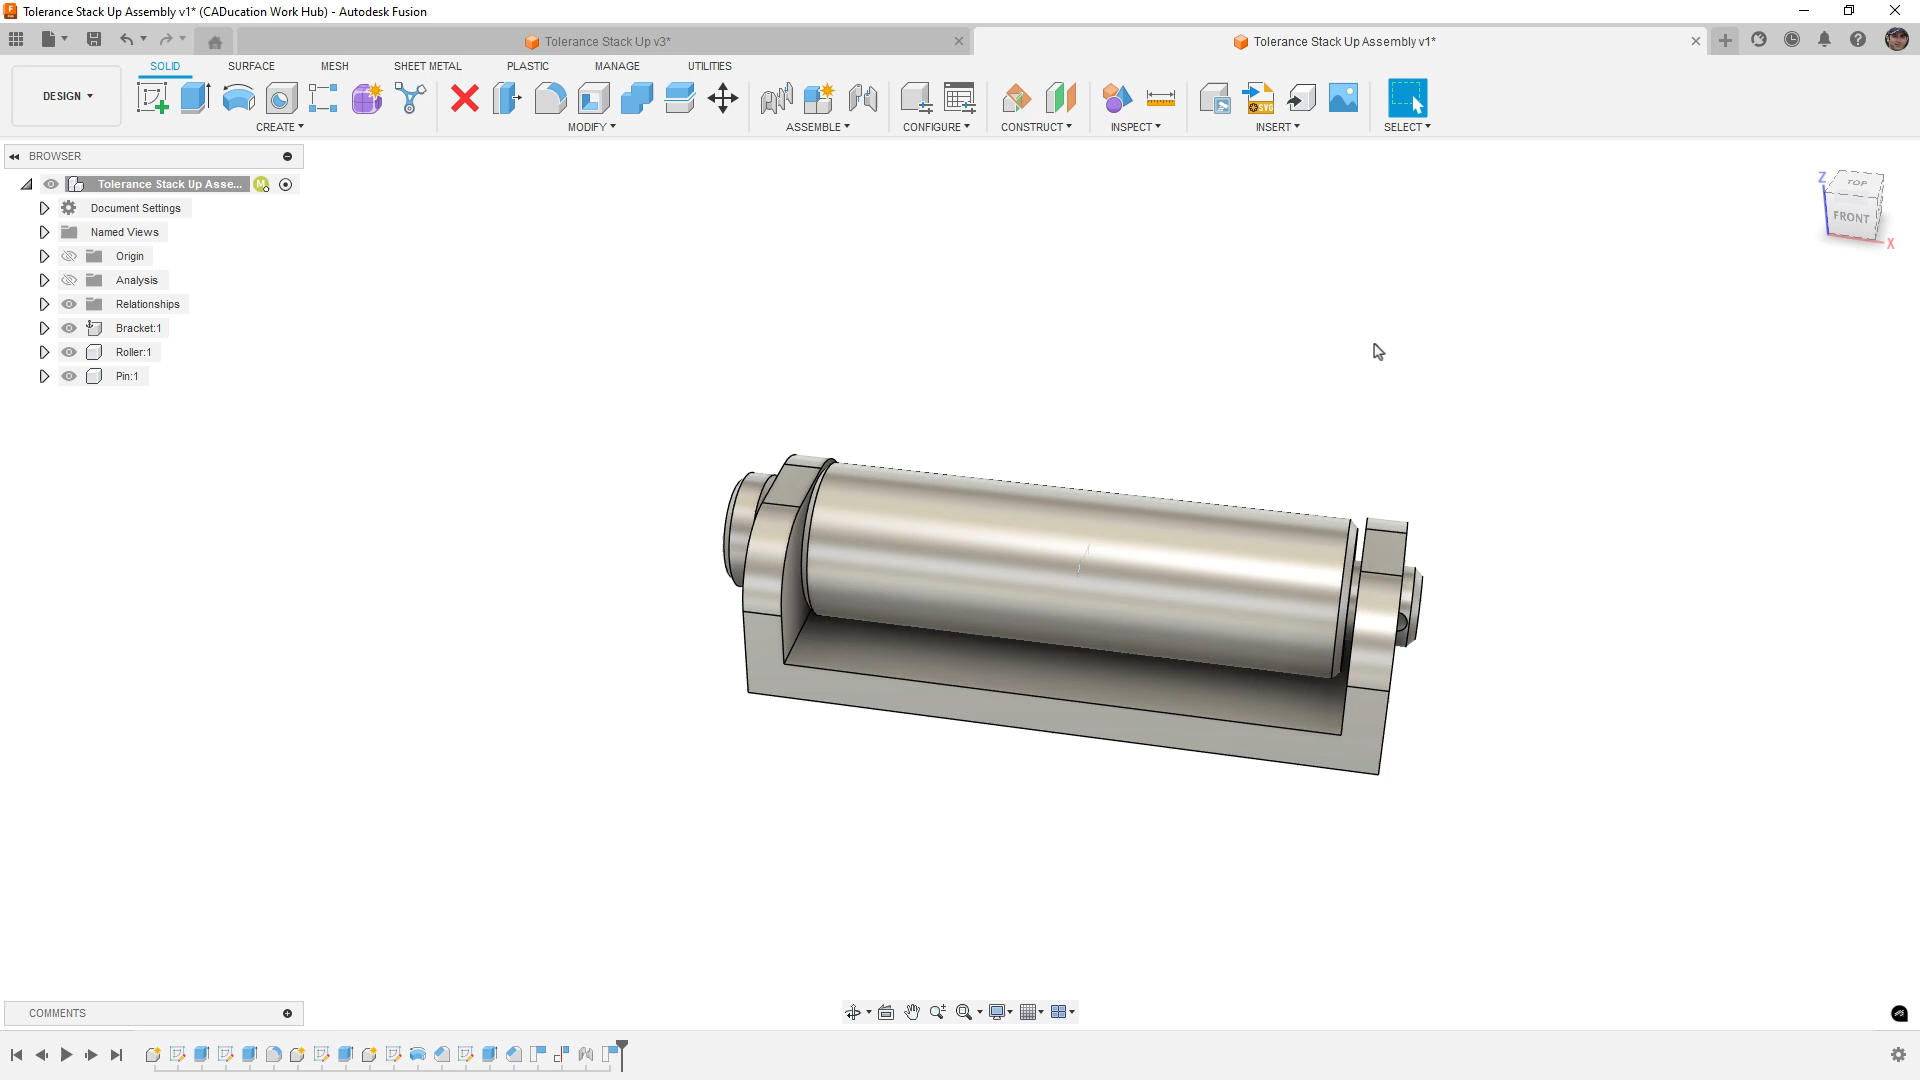 Tolerance Stack Up Assembly v1* (CADucation Work Hub) - Autodesk Fusion
Tolerance Stack Up v3*
Tolerance Stack Up Assembly v1*
DESIGN
SOLID SURFACE MESH SHEET METAL PLASTIC MANAGE UTILITIES
CREATE MODIFY ASSEMBLE CONFIGURE CONSTRUCT INSPECT INSERT SELECT
BROWSER
Tolerance Stack Up Asse...
Document Settings
Named Views
Origin
Analysis
Relationships
Bracket:1
Roller:1
Pin:1
Z
TOP
FRONT
X
COMMENTS